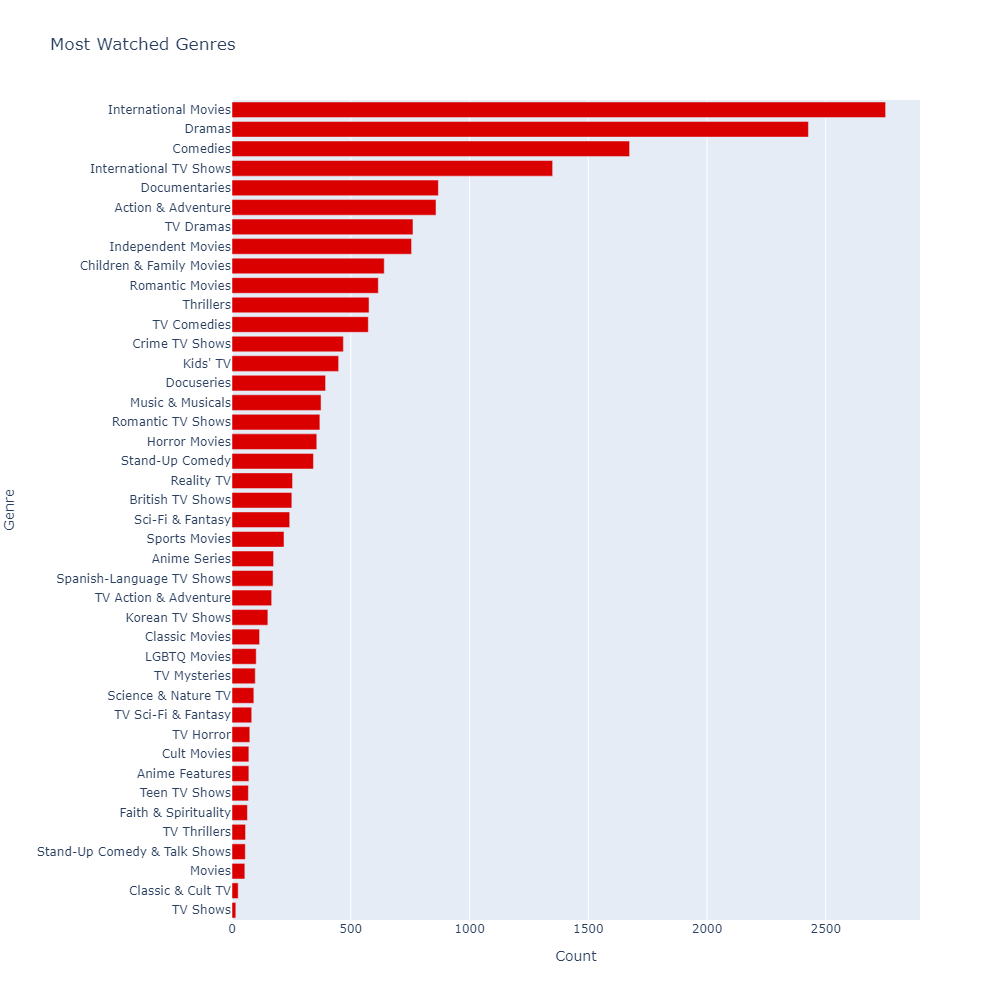 Most Watched Genres
International Movies
Dramas
Comedies
International TV Shows
Documentaries
Action & Adventure
TV Dramas
Independent Movies
Children & Family Movies
Romantic Movies
Thrillers
TV Comedies
Crime TV Shows
Kids' TV
Docuseries
Music & Musicals
Romantic TV Shows
Horror Movies
Stand-Up Comedy
Reality TV
British TV Shows
Sci-Fi & Fantasy
Sports Movies
Anime Series
Spanish-Language TV Shows
TV Action & Adventure
Korean TV Shows
Classic Movies
LGBTQ Movies
TV Mysteries
Science & Nature TV
TV Sci-Fi & Fantasy
TV Horror
Cult Movies
Anime Features
Teen TV Shows
Faith & Spirituality
TV Thrillers
Stand-Up Comedy & Talk Shows
Movies
Classic & Cult TV
TV Shows
Genre
0 500 1000 1500 2000 2500
Count